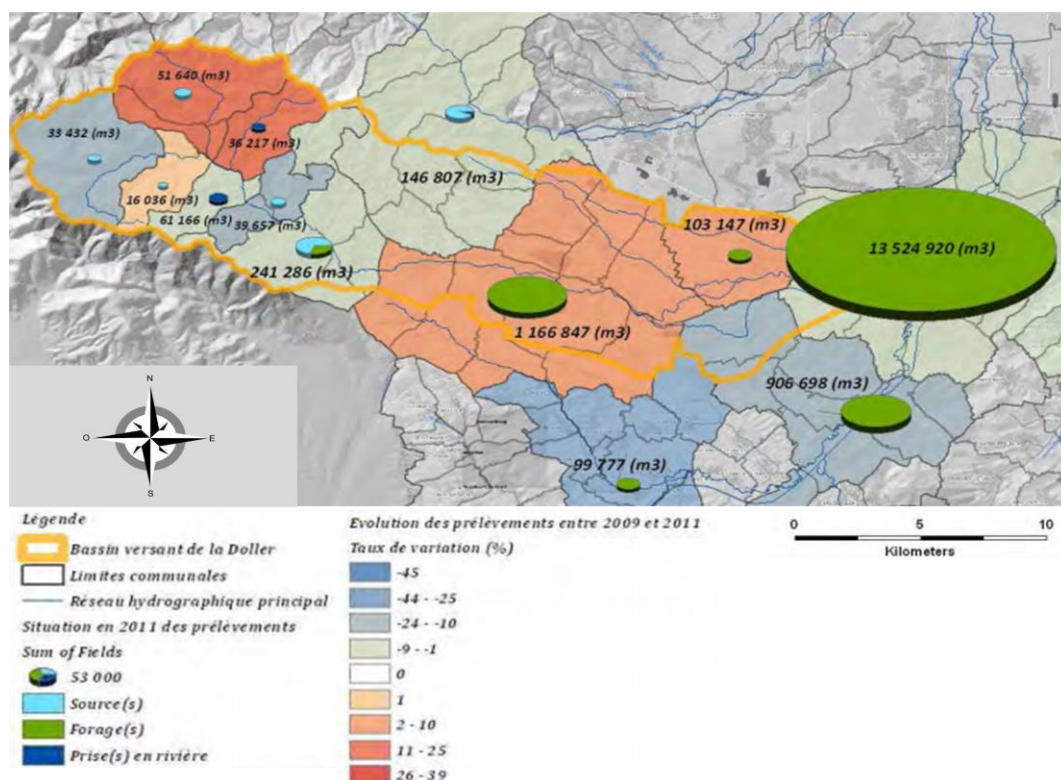 51 640 (m3)
33 432 (m3)
36 217 (m3)
146 807 (m3)
16 036 (m3)
61 166 (m3)
39 657 (m3)
103 147 (m3)
13 524 920 (m3)
241 286 (m3)
1 166 847 (m3)
906 698 (m3)
99 777 (m3)
N
O
E
S
Légende
Bassin versant de la Doller
Limites communales
Réseau hydrographique principal
Situation en 2011 des prélèvements
Sum of Fields
53 000
Source(s)
Forage(s)
Prise(s) en rivière
Evolution des prélèvements entre 2009 et 2011
Taux de variation (%)
-45
-44 - -25
-24 - -10
-9 - -1
0
1
2 - 10
11 - 25
26 - 39
0 5 10
Kilometers